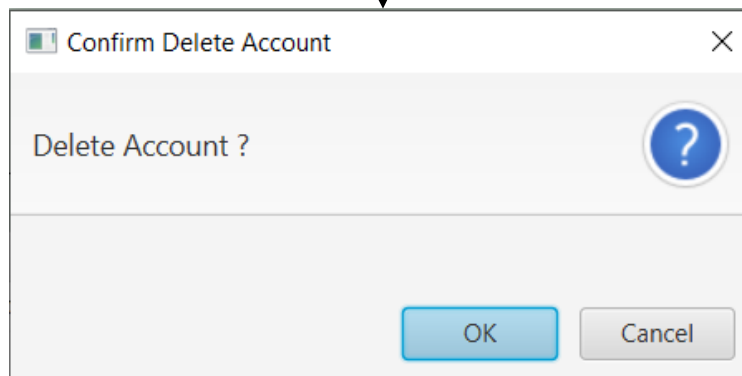 Confirm Delete Account
Delete Account ?
?
OK
Cancel